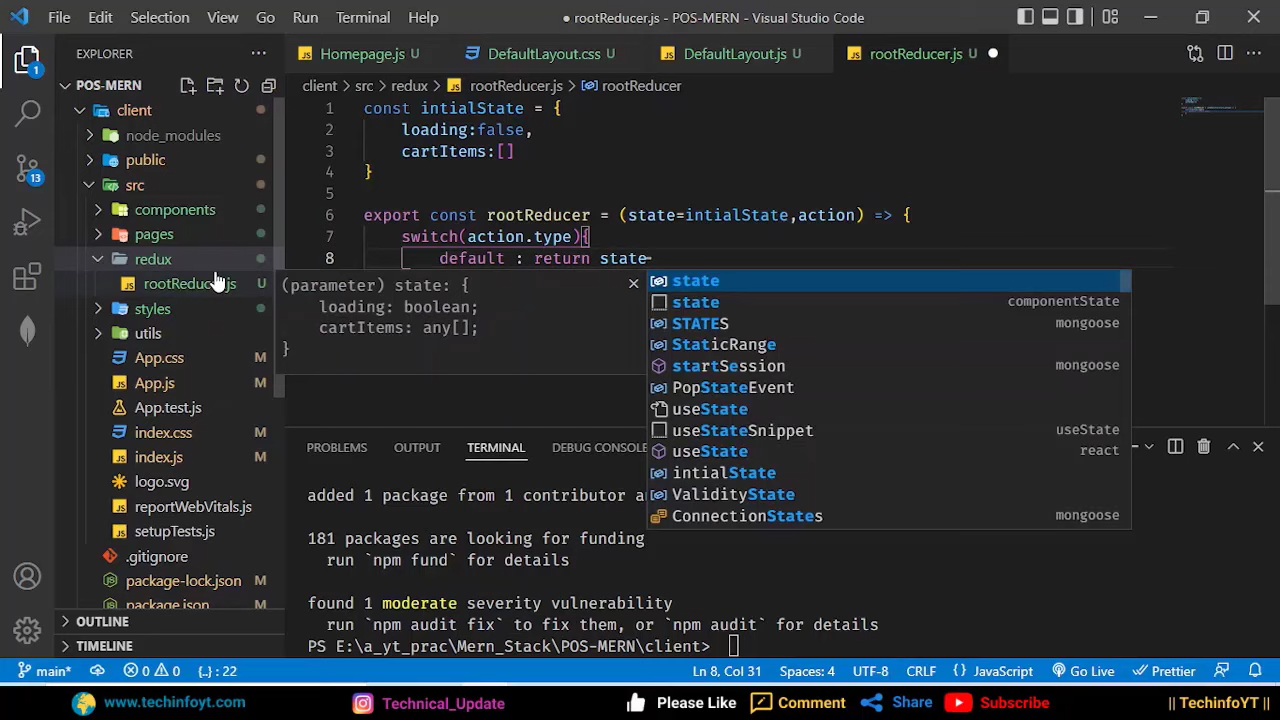 File Edit Selection View Go Run Terminal Help ● rootReducer.js - POS-MERN - Visual Studio Code
EXPLORER
Homepage.js U DefaultLayout.css U DefaultLayout.js U rootReducer.js U
POS-MERN
client > src > redux > rootReducer.js > rootReducer
client
node_modules
public
src
components
pages
redux
rootReducer.js U
styles
utils
App.css M
App.js M
App.test.js
index.css M
index.js M
logo.svg
reportWebVitals.js
setupTests.js
.gitignore
package-lock.json M
package.json M
OUTLINE
TIMELINE
1
13
1 const intialState = {
2 loading:false,
3 cartItems:[]
4 }
5
6 export const rootReducer = (state=intialState,action) => {
7 switch(action.type){
8 default : return state
(parameter) state: {
loading: boolean;
cartItems: any[];
}
state
state componentState
STATES mongoose
StaticRange
startSession mongoose
PopStateEvent
useState
useStateSnippet useState
useState react
intialState
ValidityState
ConnectionStates mongoose
PROBLEMS OUTPUT TERMINAL DEBUG CONSOLE
added 1 package from 1 contributor
181 packages are looking for funding
run `npm fund` for details
found 1 moderate severity vulnerability
run `npm audit fix` to fix them, or `npm audit` for details
PS E:\a_yt_prac\Mern_Stack\POS-MERN\client>
main* 0 0 {..} : 22 Ln 8, Col 31 Spaces: 4 UTF-8 CRLF {} JavaScript Go Live Prettier
www.techinfoyt.com Technical_Update Please Like Comment Share Subscribe || TechinfoYT ||